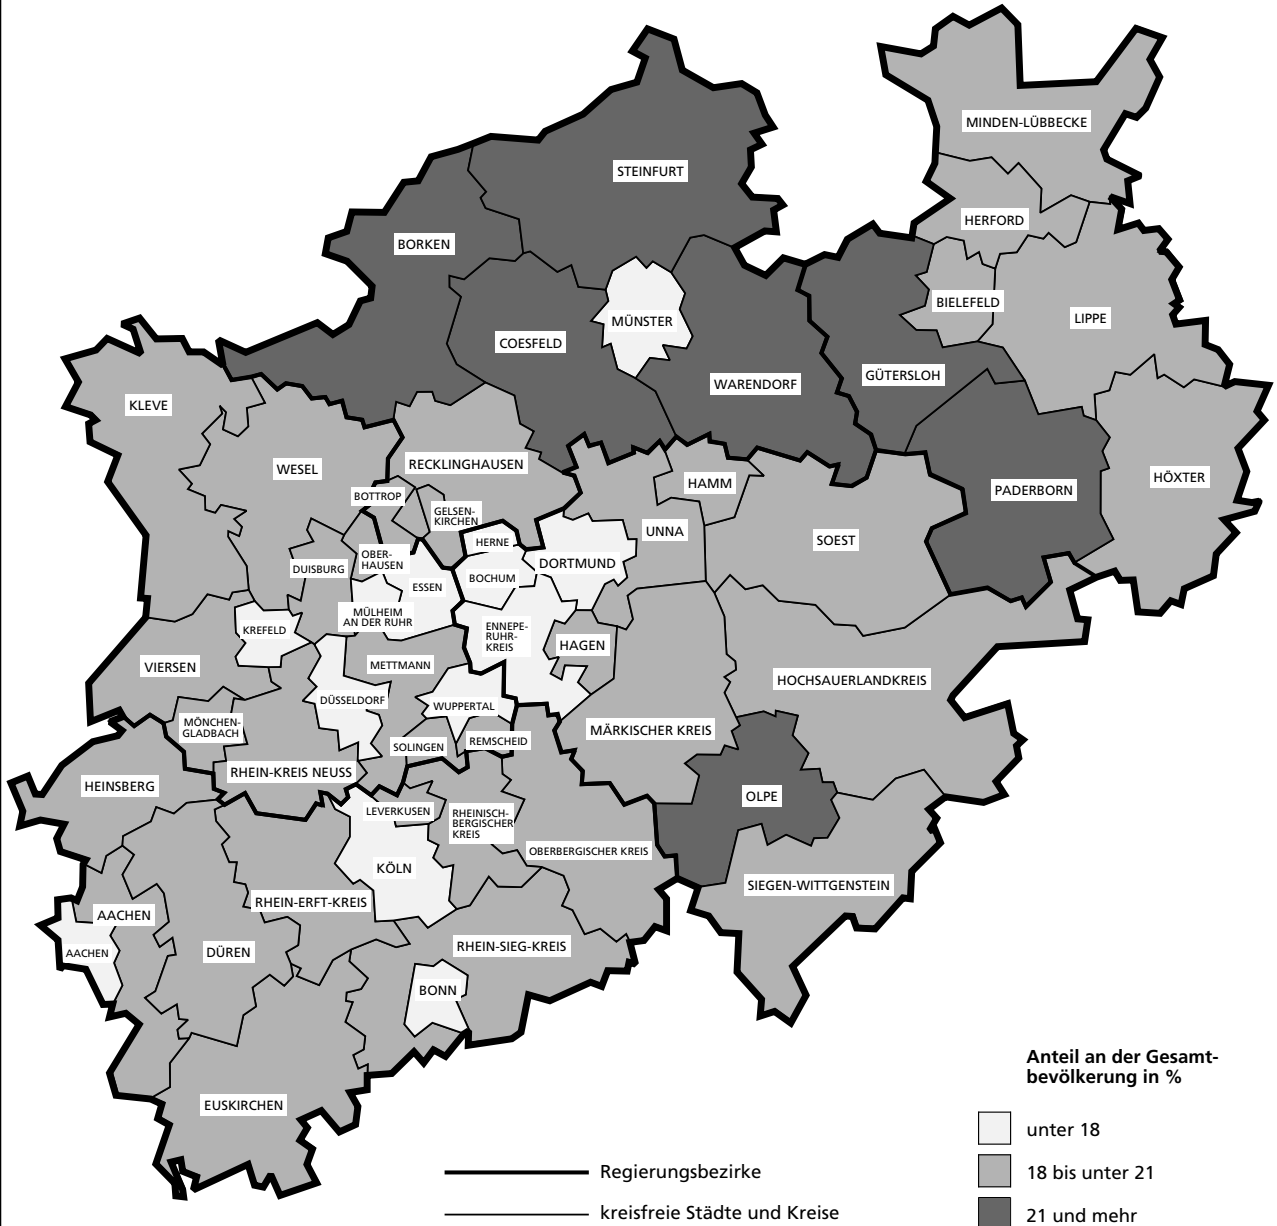 MINDEN-LÜBBECKE
STEINFURT
HERFORD
BORKEN
BIELEFELD
LIPPE
MÜNSTER
COESFELD
GÜTERSLOH
WARENDORF
KLEVE
RECKLINGHAUSEN
WESEL
HÖXTER
HAMM
PADERBORN
BOTTROP
GELSEN-
KIRCHEN
UNNA
SOEST
HERNE
OBER-
HAUSEN
DORTMUND
DUISBURG
BOCHUM
ESSEN
MÜLHEIM
AN DER RUHR
KREFELD
ENNEPE-
RUHR-
KREIS
HAGEN
VIERSEN
METTMANN
HOCHSAUERLANDKREIS
DÜSSELDORF
WUPPERTAL
MÖNCHEN-
GLADBACH
MÄRKISCHER KREIS
SOLINGEN
REMSCHEID
RHEIN-KREIS NEUSS
HEINSBERG
OLPE
LEVERKUSEN
RHEINISCH-
BERGISCHER
KREIS
OBERBERGISCHER KREIS
KÖLN
SIEGEN-WITTGENSTEIN
RHEIN-ERFT-KREIS
AACHEN
RHEIN-SIEG-KREIS
AACHEN
DÜREN
BONN
EUSKIRCHEN
Anteil an der Gesamt-
bevölkerung in %
unter 18
18 bis unter 21
21 und mehr
Regierungsbezirke
kreisfreie Städte und Kreise